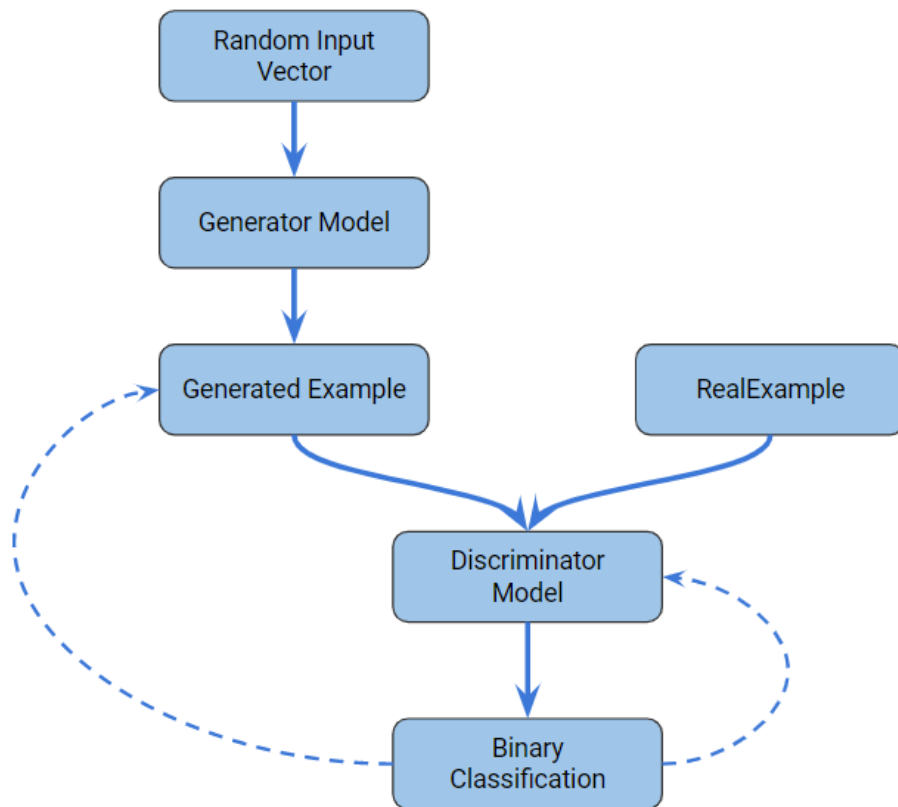 Random Input
Vector
Generator Model
Generated Example
RealExample
Discriminator
Model
Binary
Classification